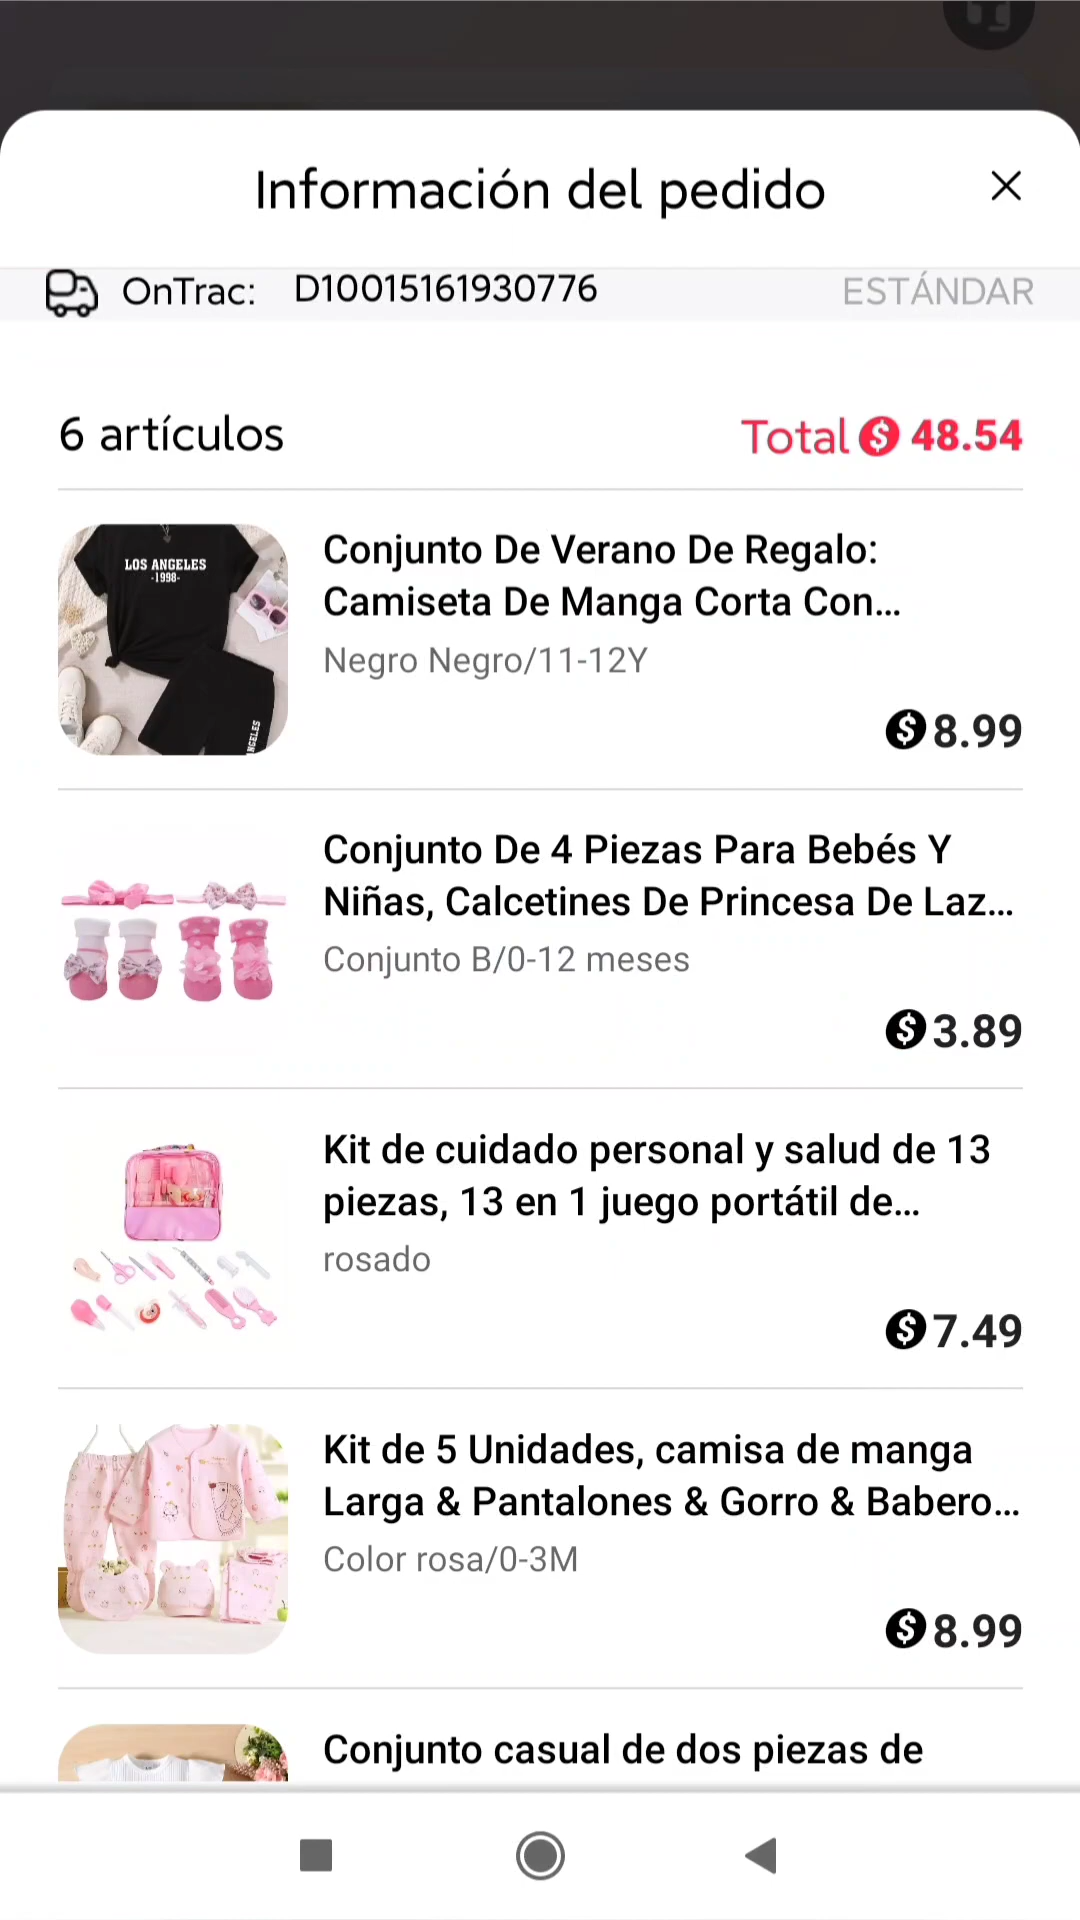 Información del pedido
OnTrac: D10015161930776 ESTÁNDAR
6 artículos Total $ 48.54
LOS ANGELES
-1998-
ANGELES
Conjunto De Verano De Regalo:
Camiseta De Manga Corta Con...
Negro Negro/11-12Y
$8.99
Conjunto De 4 Piezas Para Bebés Y
Niñas, Calcetines De Princesa De Laz...
Conjunto B/0-12 meses
$3.89
Kit de cuidado personal y salud de 13
piezas, 13 en 1 juego portátil de...
rosado
$7.49
Kit de 5 Unidades, camisa de manga
Larga & Pantalones & Gorro & Babero...
Color rosa/0-3M
$8.99
Conjunto casual de dos piezas de